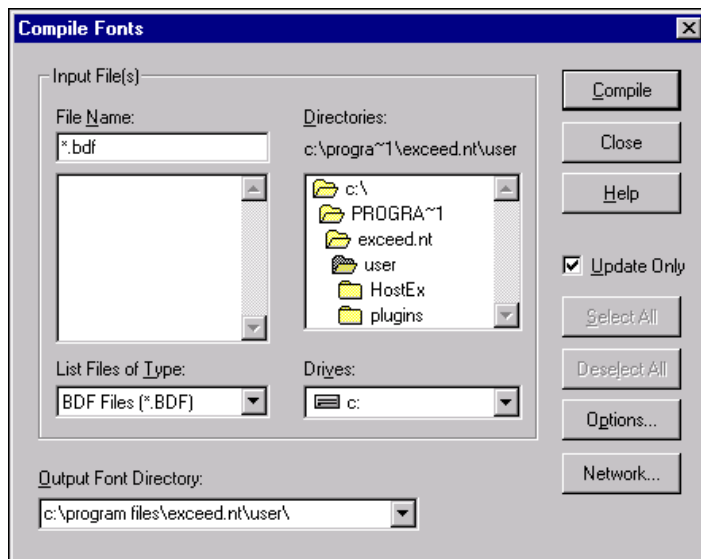 Compile Fonts
Input File(s)
File Name:
*.bdf
List Files of Type:
BDF Files (*.BDF)
Directories:
c:\progra~1\exceed.nt\user
c:\
PROGRA~1
exceed.nt
user
HostEx
plugins
Drives:
c:
Output Font Directory:
c:\program files\exceed.nt\user\
Compile
Close
Help
Update Only
Select All
Deselect All
Options...
Network...